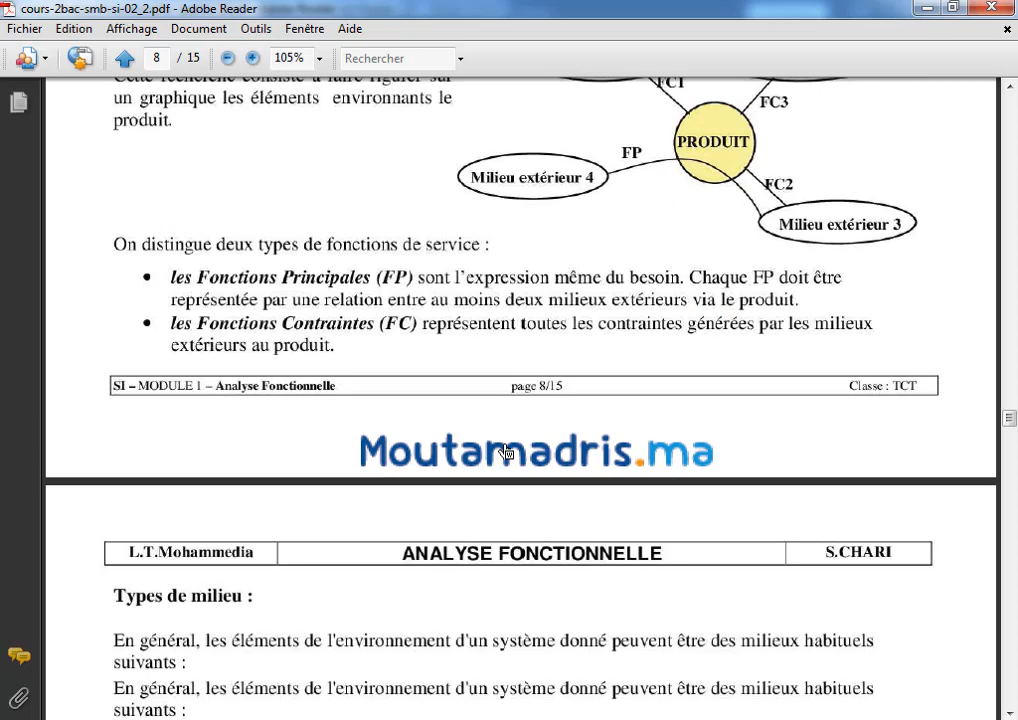 cours-2bac-smb-si-02_2.pdf - Adobe Reader
Fichier Edition Affichage Document Outils Fenêtre Aide
8 / 15 105% Rechercher
Cette recherche consiste à faire figurer sur
un graphique les éléments environnants le
produit.
FC1
FC3
PRODUIT
FP
Milieu extérieur 4
FC2
Milieu extérieur 3
On distingue deux types de fonctions de service :
• les Fonctions Principales (FP) sont l'expression même du besoin. Chaque FP doit être
représentée par une relation entre au moins deux milieux extérieurs via le produit.
• les Fonctions Contraintes (FC) représentent toutes les contraintes générées par les milieux
extérieurs au produit.
SI – MODULE 1 – Analyse Fonctionnelle page 8/15 Classe : TCT
Moutamadris.ma
L.T.Mohammedia ANALYSE FONCTIONNELLE S.CHARI
Types de milieu :
En général, les éléments de l'environnement d'un système donné peuvent être des milieux habituels
suivants :
En général, les éléments de l'environnement d'un système donné peuvent être des milieux habituels
suivants :